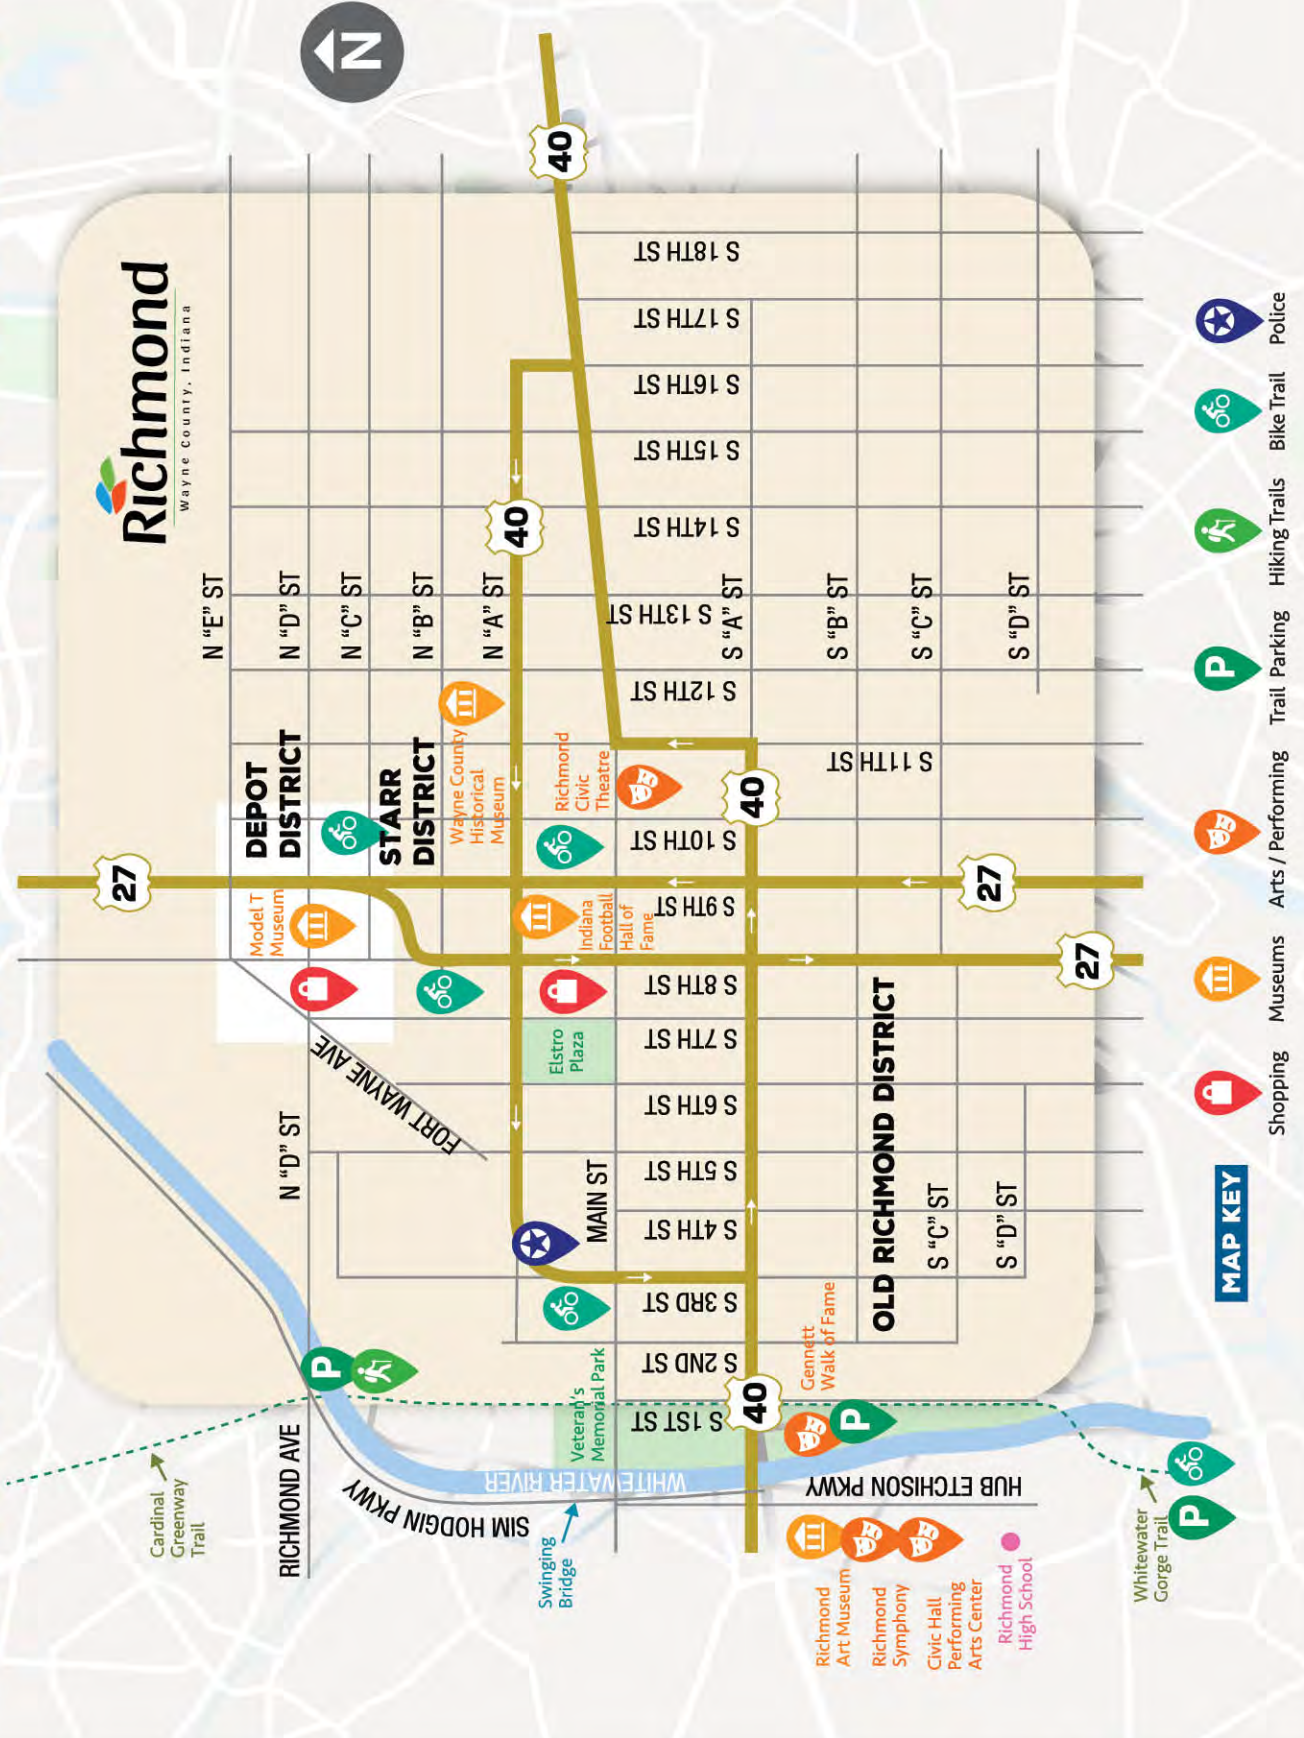 N
Richmond
Wayne County, Indiana
27
40
40
N “E” ST
N “D” ST
N “C” ST
N “B” ST
N “A” ST
DEPOT
DISTRICT
STARR
DISTRICT
Model T
Museum
Wayne County
Historical
Museum
Richmond
Civic
Theatre
Indiana
Football
Hall of
Fame
Elstro
Plaza
FORT WAYNE AVE
N “D” ST
MAIN ST
RICHMOND AVE
Cardinal
Greenway
Trail
P
SIM HODGIN PKWY
WHITEWATER RIVER
Swinging
Bridge
Veteran's
Memorial Park
S 1ST ST
S 2ND ST
S 3RD ST
S 4TH ST
S 5TH ST
S 6TH ST
S 7TH ST
S 8TH ST
S 9TH ST
S 10TH ST
S 11TH ST
S 12TH ST
S 13TH ST
S 14TH ST
S 15TH ST
S 16TH ST
S 17TH ST
S 18TH ST
40
40
S “A” ST
S “B” ST
S “C” ST
S “D” ST
27
27
Gennett
Walk of Fame
P
OLD RICHMOND DISTRICT
S “C” ST
S “D” ST
HUB ETCHISON PKWY
Richmond
Art Museum
Richmond
Symphony
Civic Hall
Performing
Arts Center
Richmond
High School
Whitewater
Gorge Trail
P
MAP KEY
Shopping
Museums
Arts / Performing
P
Trail Parking
Hiking Trails
Bike Trail
Police